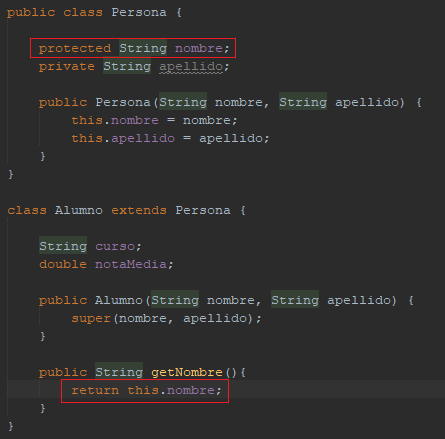 public class Persona {
protected String nombre;
private String apellido;
public Persona(String nombre, String apellido) {
this.nombre = nombre;
this.apellido = apellido;
}
}
class Alumno extends Persona {
String curso;
double notaMedia;
public Alumno(String nombre, String apellido) {
super(nombre, apellido);
}
public String getNombre(){
return this.nombre;
}
}